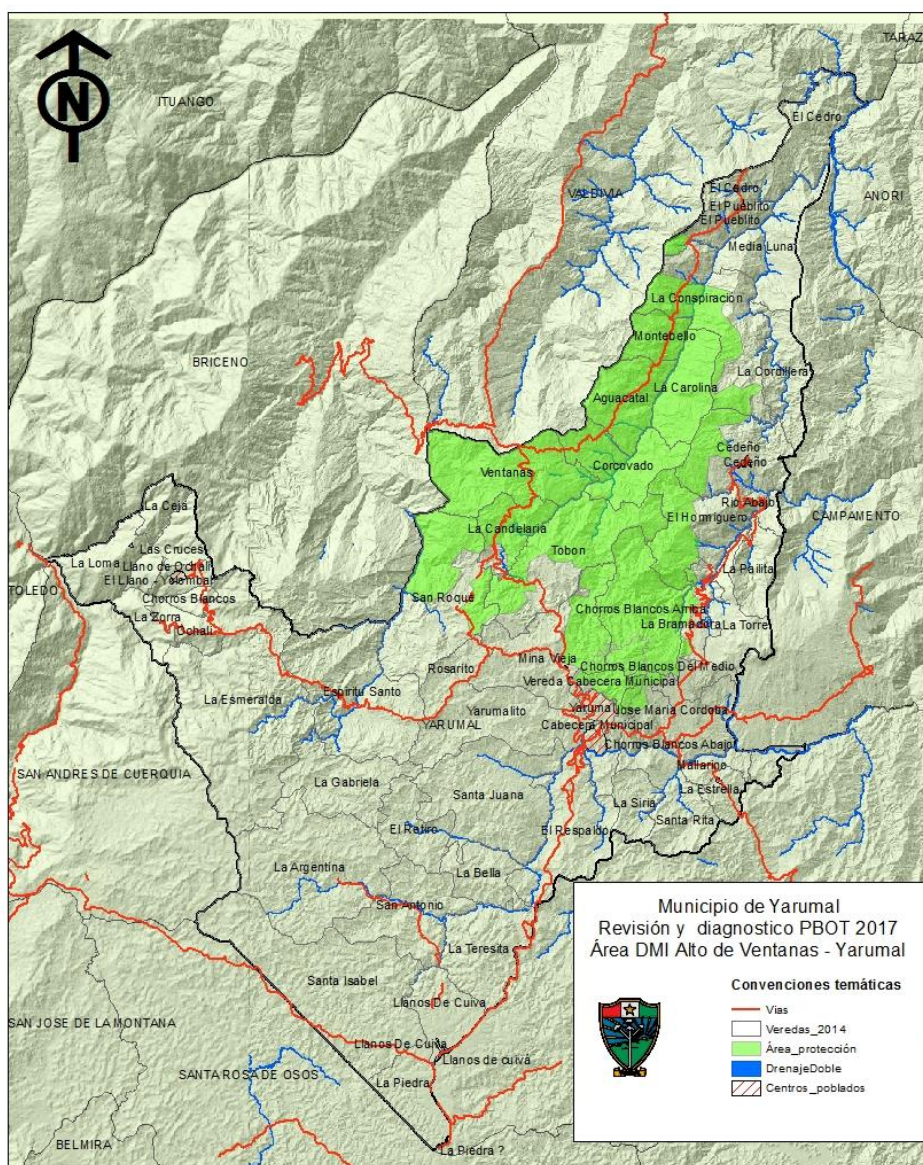 TARAZ
N
ITUANGO
El Cedro
VALDIVIA
El Cedro
El Pueblito
El Pueblito
ANORI
Media Luna
La Conspiración
Montebello
BRICENO
La Cordillera
La Carolina
Aguacatal
Cedeño
Cedeño
Ventanas
Corcovado
Rio Abajo
La Ceja
El Hormiguero
CAMPAMENTO
La Candelaria
Las Cruces
Tobon
La Loma
Llano de Ochali
La Pailita
El Llano - Yolombal
TOLEDO
Chorros Blancos
San Roque
Chorros Blancos Arriba
La Zorra
La Bramadora
La Torre
Ochali
Mina Vieja
Rosarito
Chorros Blancos Del Medio
Vereda Cabecera Municipal
Espiritu Santo
La Esmeralda
Yarumalito
Yarumal
Jose Maria Cordoba
YARUMAL
Cabecera Municipal
Chorros Blancos Abajo
Mallarino
SAN ANDRES DE CUERQUIA
La Gabriela
La Estrella
Santa Juana
La Siria
Santa Rita
El Retiro
El Respaldo
La Argentina
La Bella
San Antonio
La Teresita
Santa Isabel
Llanos De Cuiva
SAN JOSE DE LA MONTANA
Llanos De Cuiva
Llanos de cuivá
SANTA ROSA DE OSOS
La Piedra
BELMIRA
La Piedra ?
Municipio de Yarumal
Revisión y diagnostico PBOT 2017
Área DMI Alto de Ventanas - Yarumal
Convenciones temáticas
Vias
Veredas_2014
Área_protección
DrenajeDoble
Centros_poblados